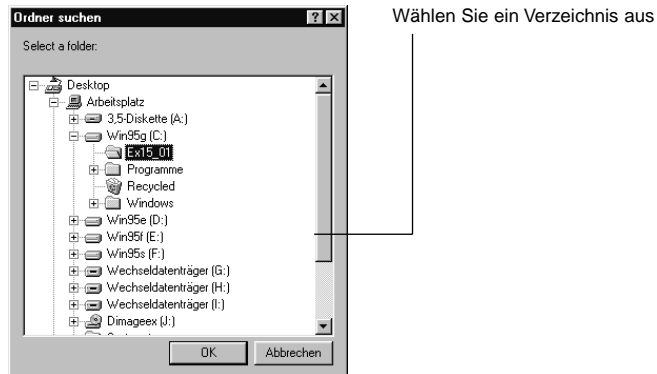 Ordner suchen
Wählen Sie ein Verzeichnis aus
Select a folder:
Desktop
Arbeitsplatz
3,5-Diskette (A:)
Win95g (C:)
Ex15_01
Programme
Recycled
Windows
Win95e (D:)
Win95f (E:)
Win95s (F:)
Wechseldatenträger (G:)
Wechseldatenträger (H:)
Wechseldatenträger (I:)
Dimageex (J:)
OK
Abbrechen